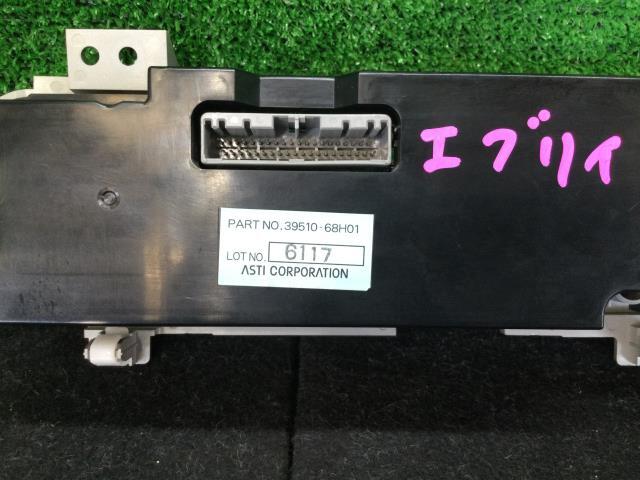 エブリイ
PART NO. 39510-68H01
LOT NO. 6117
ASTI CORPORATION